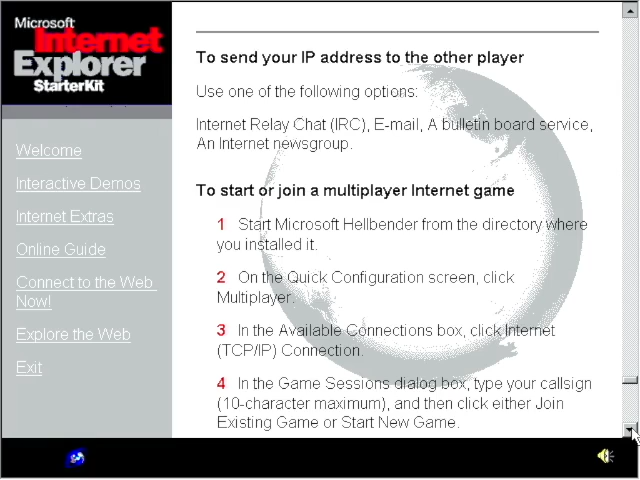 Microsoft
Internet
Explorer
StarterKit
Welcome
Interactive Demos
Internet Extras
Online Guide
Connect to the Web
Now!
Explore the Web
Exit
To send your IP address to the other player
Use one of the following options:
Internet Relay Chat (IRC), E-mail, A bulletin board service,
An Internet newsgroup.
To start or join a multiplayer Internet game
1 Start Microsoft Hellbender from the directory where
you installed it.
2 On the Quick Configuration screen, click
Multiplayer.
3 In the Available Connections box, click Internet
(TCP/IP) Connection.
4 In the Game Sessions dialog box, type your callsign
(10-character maximum), and then click either Join
Existing Game or Start New Game.